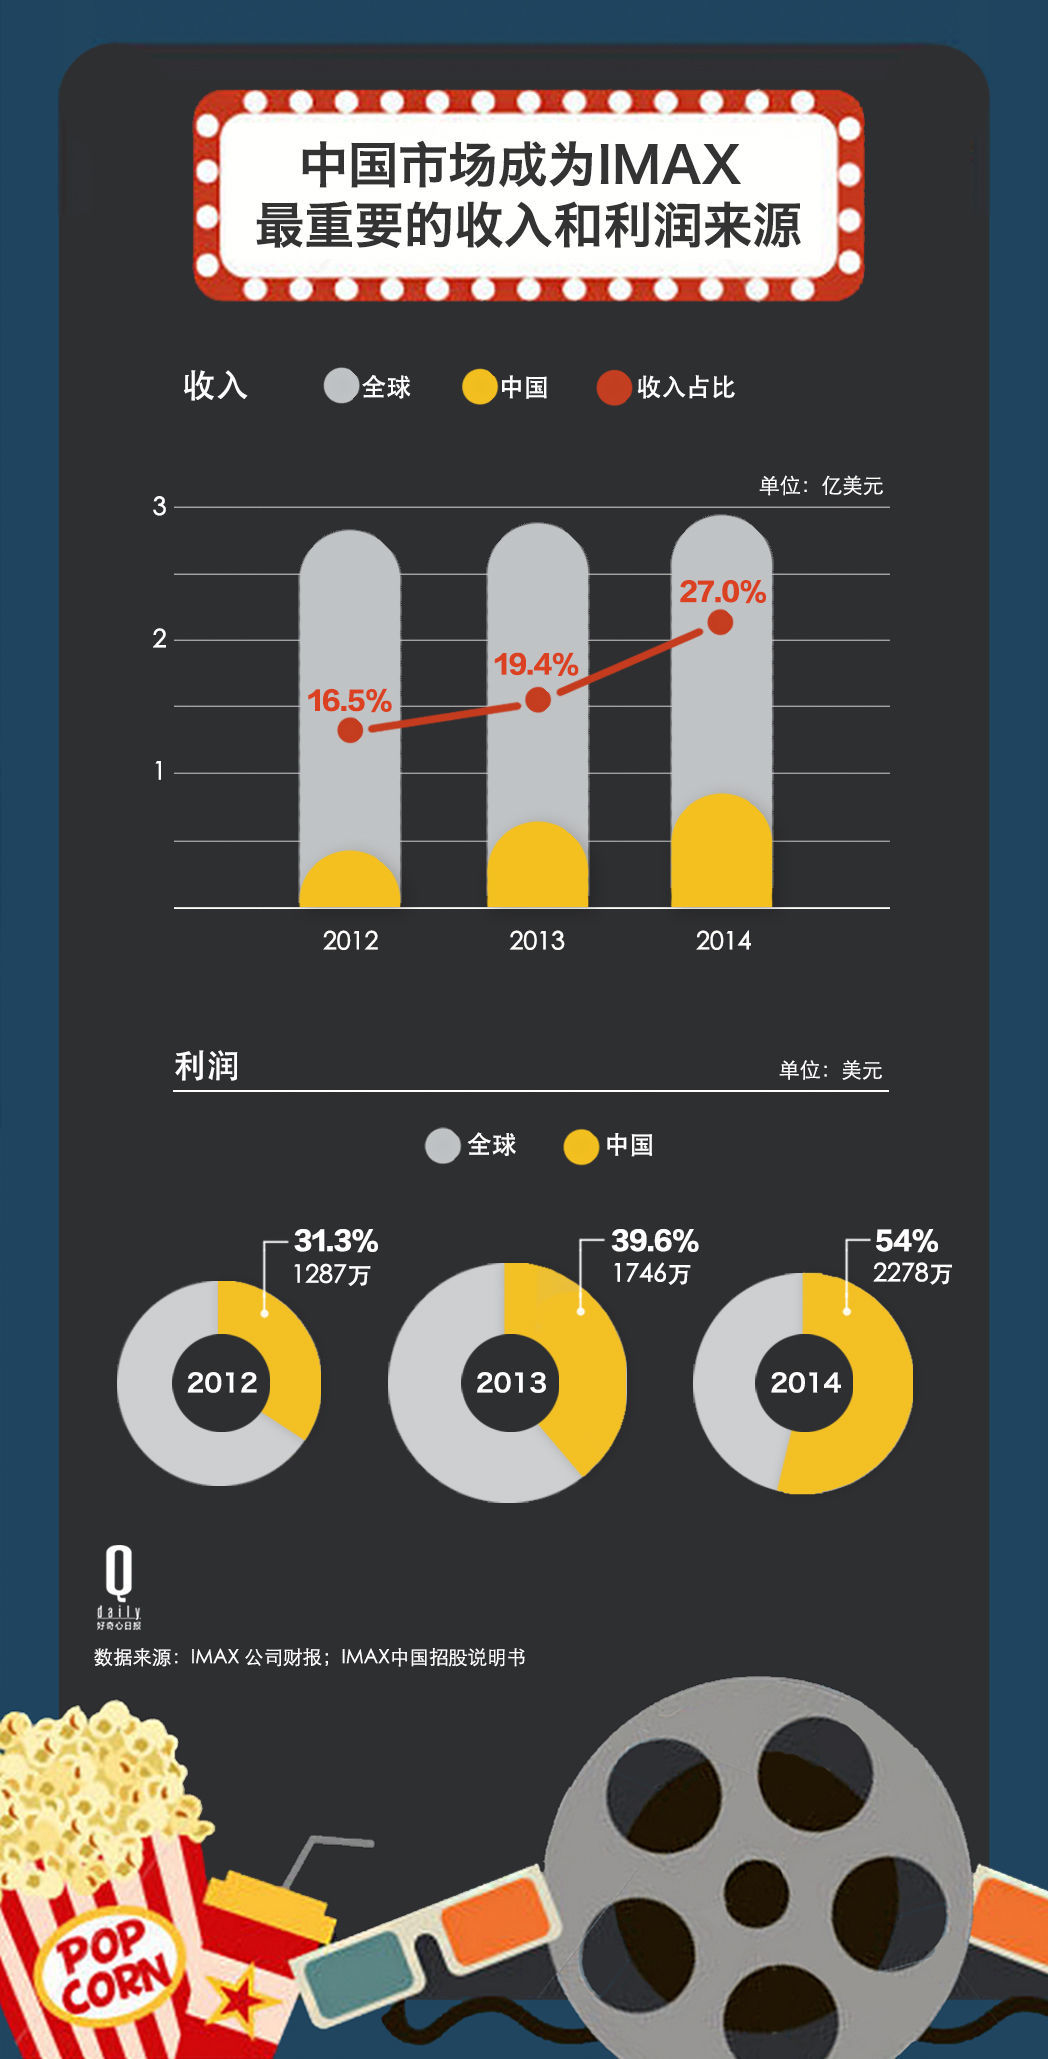 中国市场成为IMAX
最重要的收入和利润来源
收入
全球
中国
收入占比
单位：亿美元
3
2
1
16.5%
19.4%
27.0%
2012
2013
2014
利润
单位：美元
全球
中国
31.3%
1287万
39.6%
1746万
54%
2278万
2012
2013
2014
Q
daily
好奇心日报
数据来源：IMAX 公司财报；IMAX中国招股说明书
POP
CORN